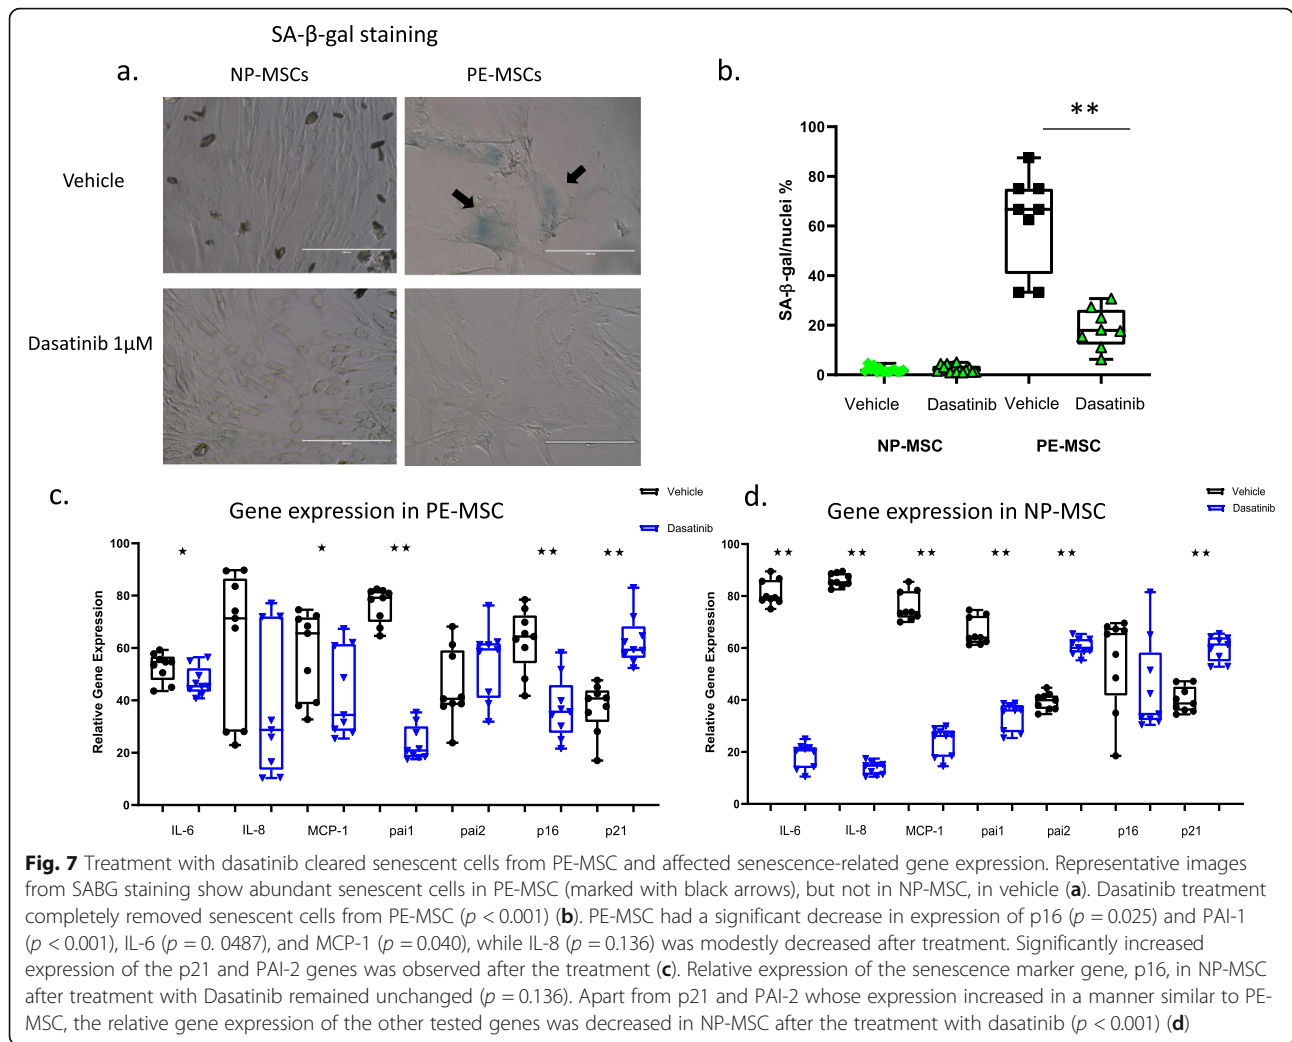 SA-β-gal staining
a.
NP-MSCs
PE-MSCs
Vehicle
Dasatinib 1µM
b.
**
100
80
60
40
20
0
SA-β-gal/nuclei %
Vehicle
Dasatinib
Vehicle
Dasatinib
NP-MSC
PE-MSC
c.
Gene expression in PE-MSC
Vehicle
Dasatinib
100
80
60
40
20
0
Relative Gene Expression
★
★
★★
★★
★★
IL-6
IL-8
MCP-1
pai1
pai2
p16
p21
d.
Gene expression in NP-MSC
Vehicle
Dasatinib
100
80
60
40
20
0
Relative Gene Expression
★★
★★
★★
★★
★★
★★
IL-6
IL-8
MCP-1
pai1
pai2
p16
p21
Fig. 7 Treatment with dasatinib cleared senescent cells from PE-MSC and affected senescence-related gene expression. Representative images
from SABG staining show abundant senescent cells in PE-MSC (marked with black arrows), but not in NP-MSC, in vehicle (a). Dasatinib treatment
completely removed senescent cells from PE-MSC (p < 0.001) (b). PE-MSC had a significant decrease in expression of p16 (p = 0.025) and PAI-1
(p < 0.001), IL-6 (p = 0. 0487), and MCP-1 (p = 0.040), while IL-8 (p = 0.136) was modestly decreased after treatment. Significantly increased
expression of the p21 and PAI-2 genes was observed after the treatment (c). Relative expression of the senescence marker gene, p16, in NP-MSC
after treatment with Dasatinib remained unchanged (p = 0.136). Apart from p21 and PAI-2 whose expression increased in a manner similar to PE-
MSC, the relative gene expression of the other tested genes was decreased in NP-MSC after the treatment with dasatinib (p < 0.001) (d)